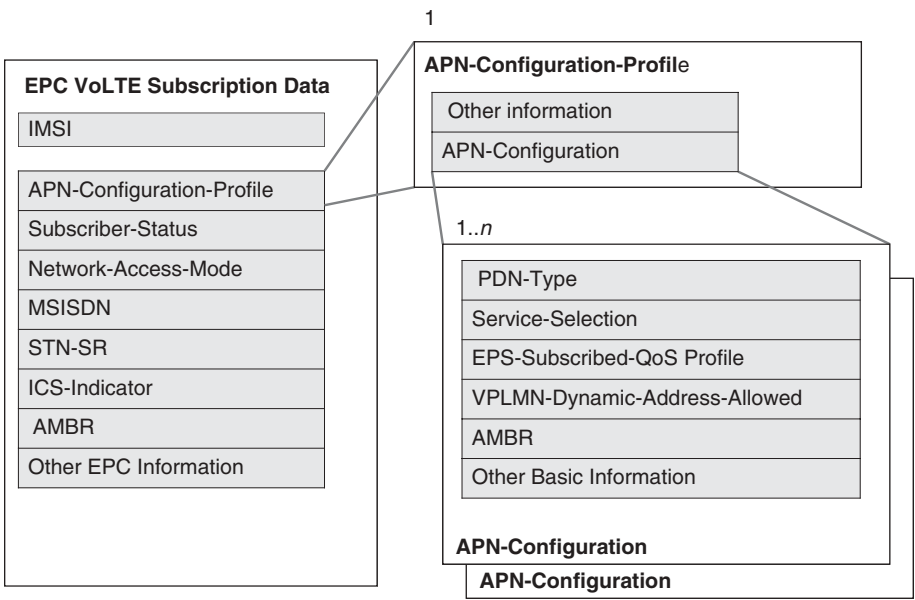 EPC VoLTE Subscription Data
IMSI
APN-Configuration-Profile
Subscriber-Status
Network-Access-Mode
MSISDN
STN-SR
ICS-Indicator
AMBR
Other EPC Information
1
APN-Configuration-Profile
Other information
APN-Configuration
1..n
PDN-Type
Service-Selection
EPS-Subscribed-QoS Profile
VPLMN-Dynamic-Address-Allowed
AMBR
Other Basic Information
APN-Configuration
APN-Configuration